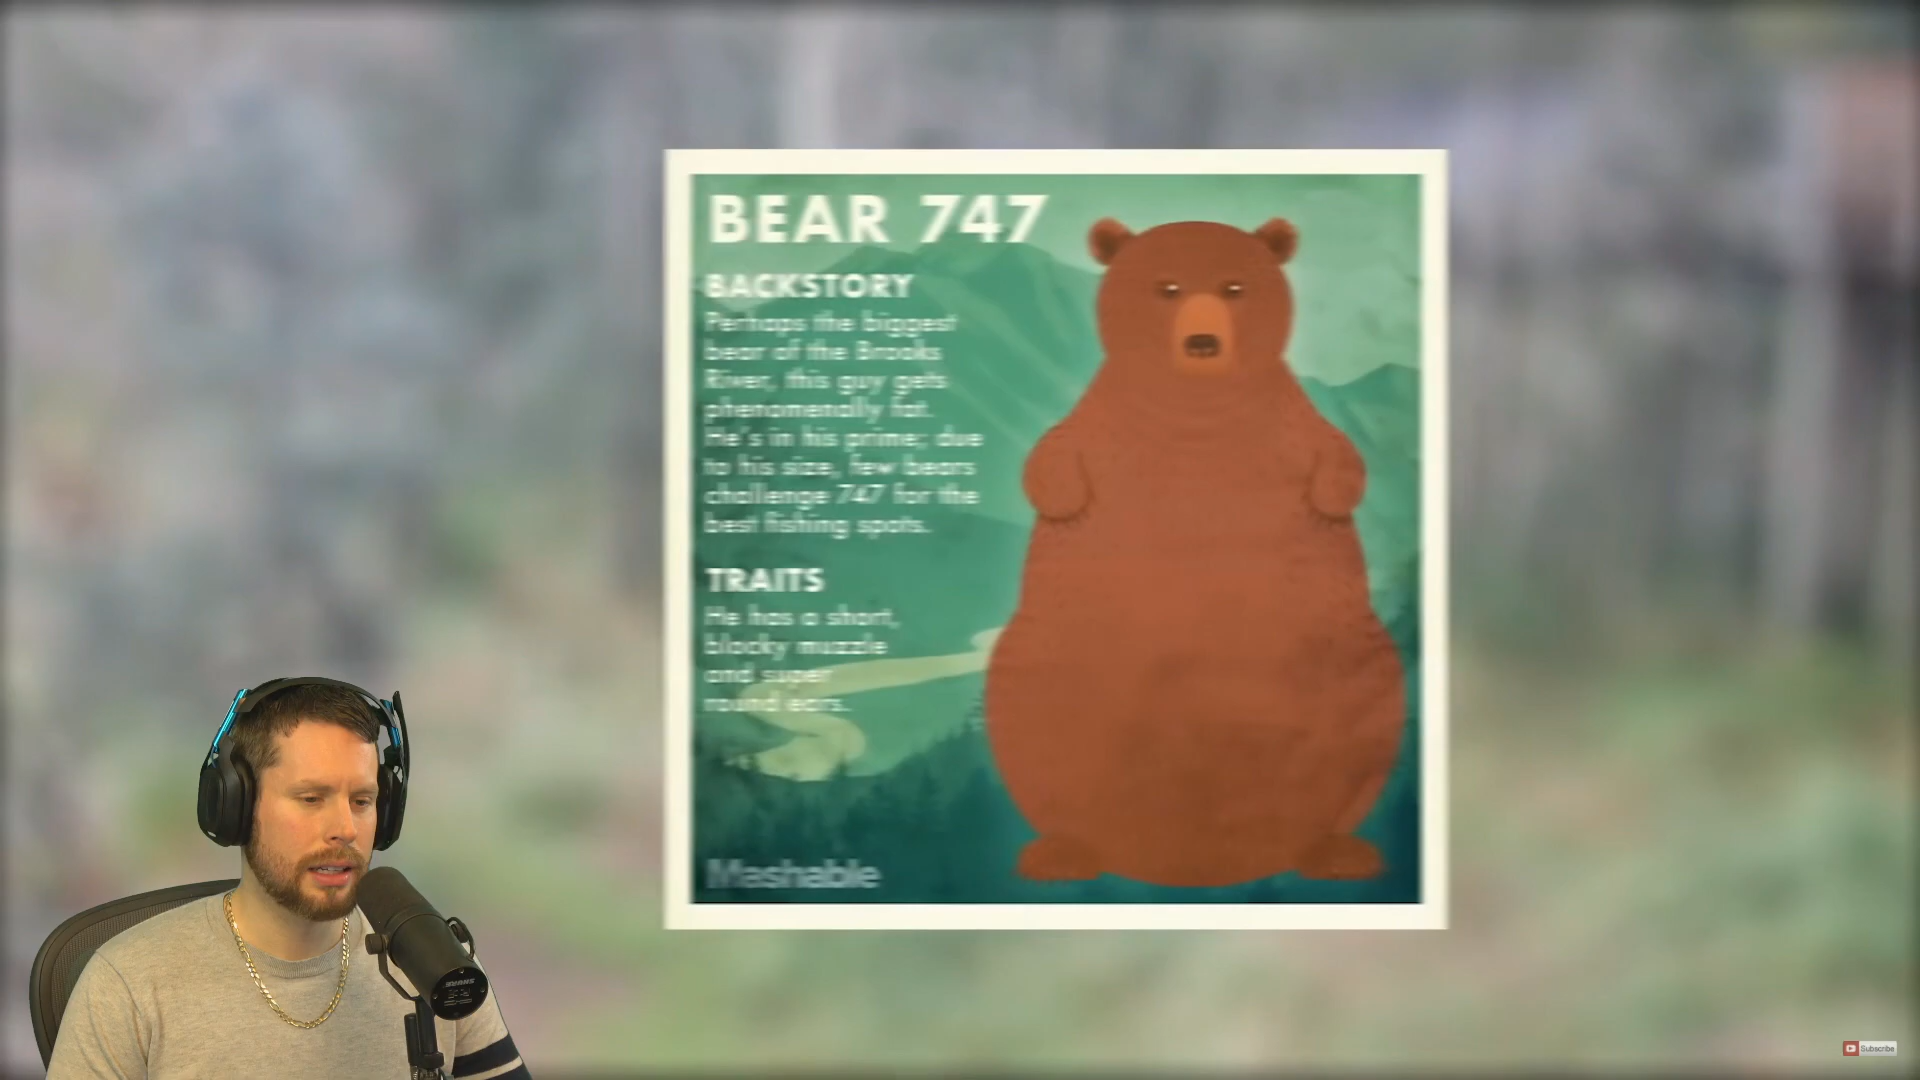 BEAR 747
BACKSTORY
Perhaps the biggest
bear of the Brooks
River, this guy gets
phenomenally fat.
He's in his prime; due
to his size, few bears
challenge 747 for the
best fishing spots.
TRAITS
He has a short,
blocky muzzle
and super
round ears.
Mashable
SHURE
Subscribe